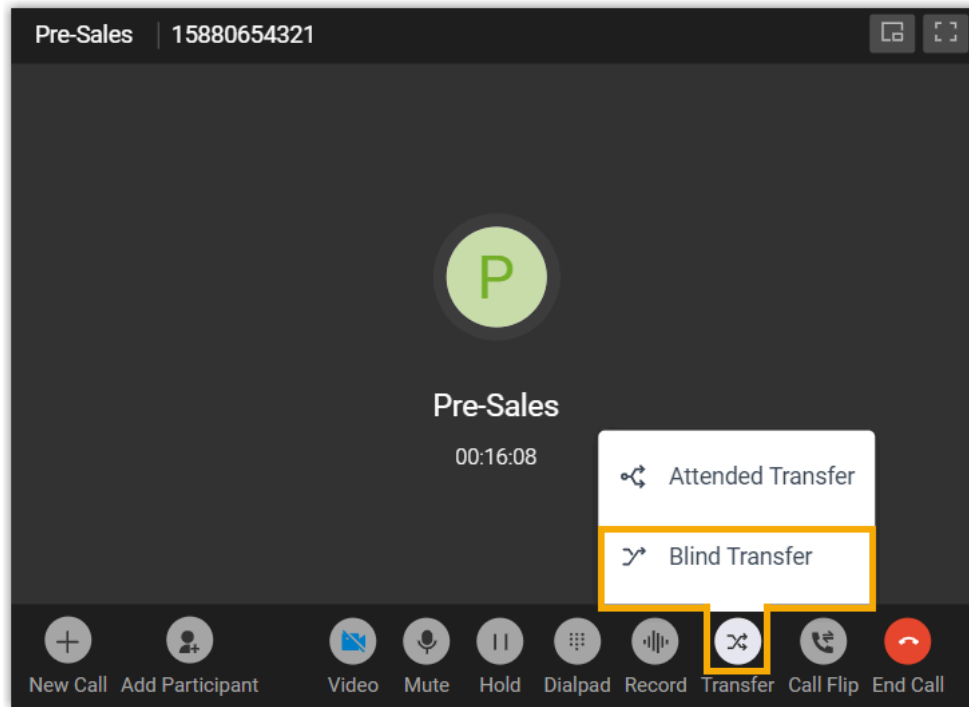 Pre-Sales | 15880654321
P
Pre-Sales
00:16:08
Attended Transfer
Blind Transfer
New Call Add Participant Video Mute Hold Dialpad Record Transfer Call Flip End Call